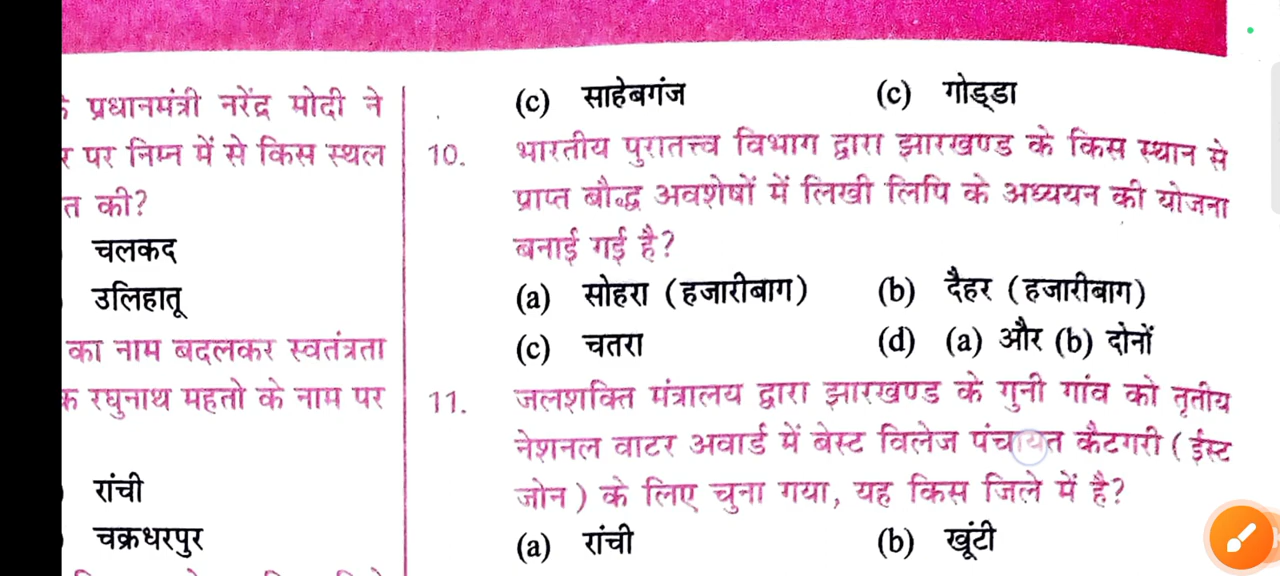 प्रधानमंत्री नरेंद्र मोदी ने
पर निम्न में से किस स्थल
त की?
चलकद
उलिहातू
का नाम बदलकर स्वतंत्रता
रघुनाथ महतो के नाम पर
रांची
चक्रधरपुर
(c) साहेबगंज (c) गोड्डा
10. भारतीय पुरातत्त्व विभाग द्वारा झारखण्ड के किस स्थान से
प्राप्त बौद्ध अवशेषों में लिखी लिपि के अध्ययन की योजना
बनाई गई है?
(a) सोहरा (हजारीबाग) (b) दैहर (हजारीबाग)
(c) चतरा (d) (a) और (b) दोनों
11. जलशक्ति मंत्रालय द्वारा झारखण्ड के गुनी गांव को तृतीय
नेशनल वाटर अवार्ड में बेस्ट विलेज पंचायत कैटगरी (ईस्ट
जोन) के लिए चुना गया, यह किस जिले में है?
(a) रांची (b) खूंटी